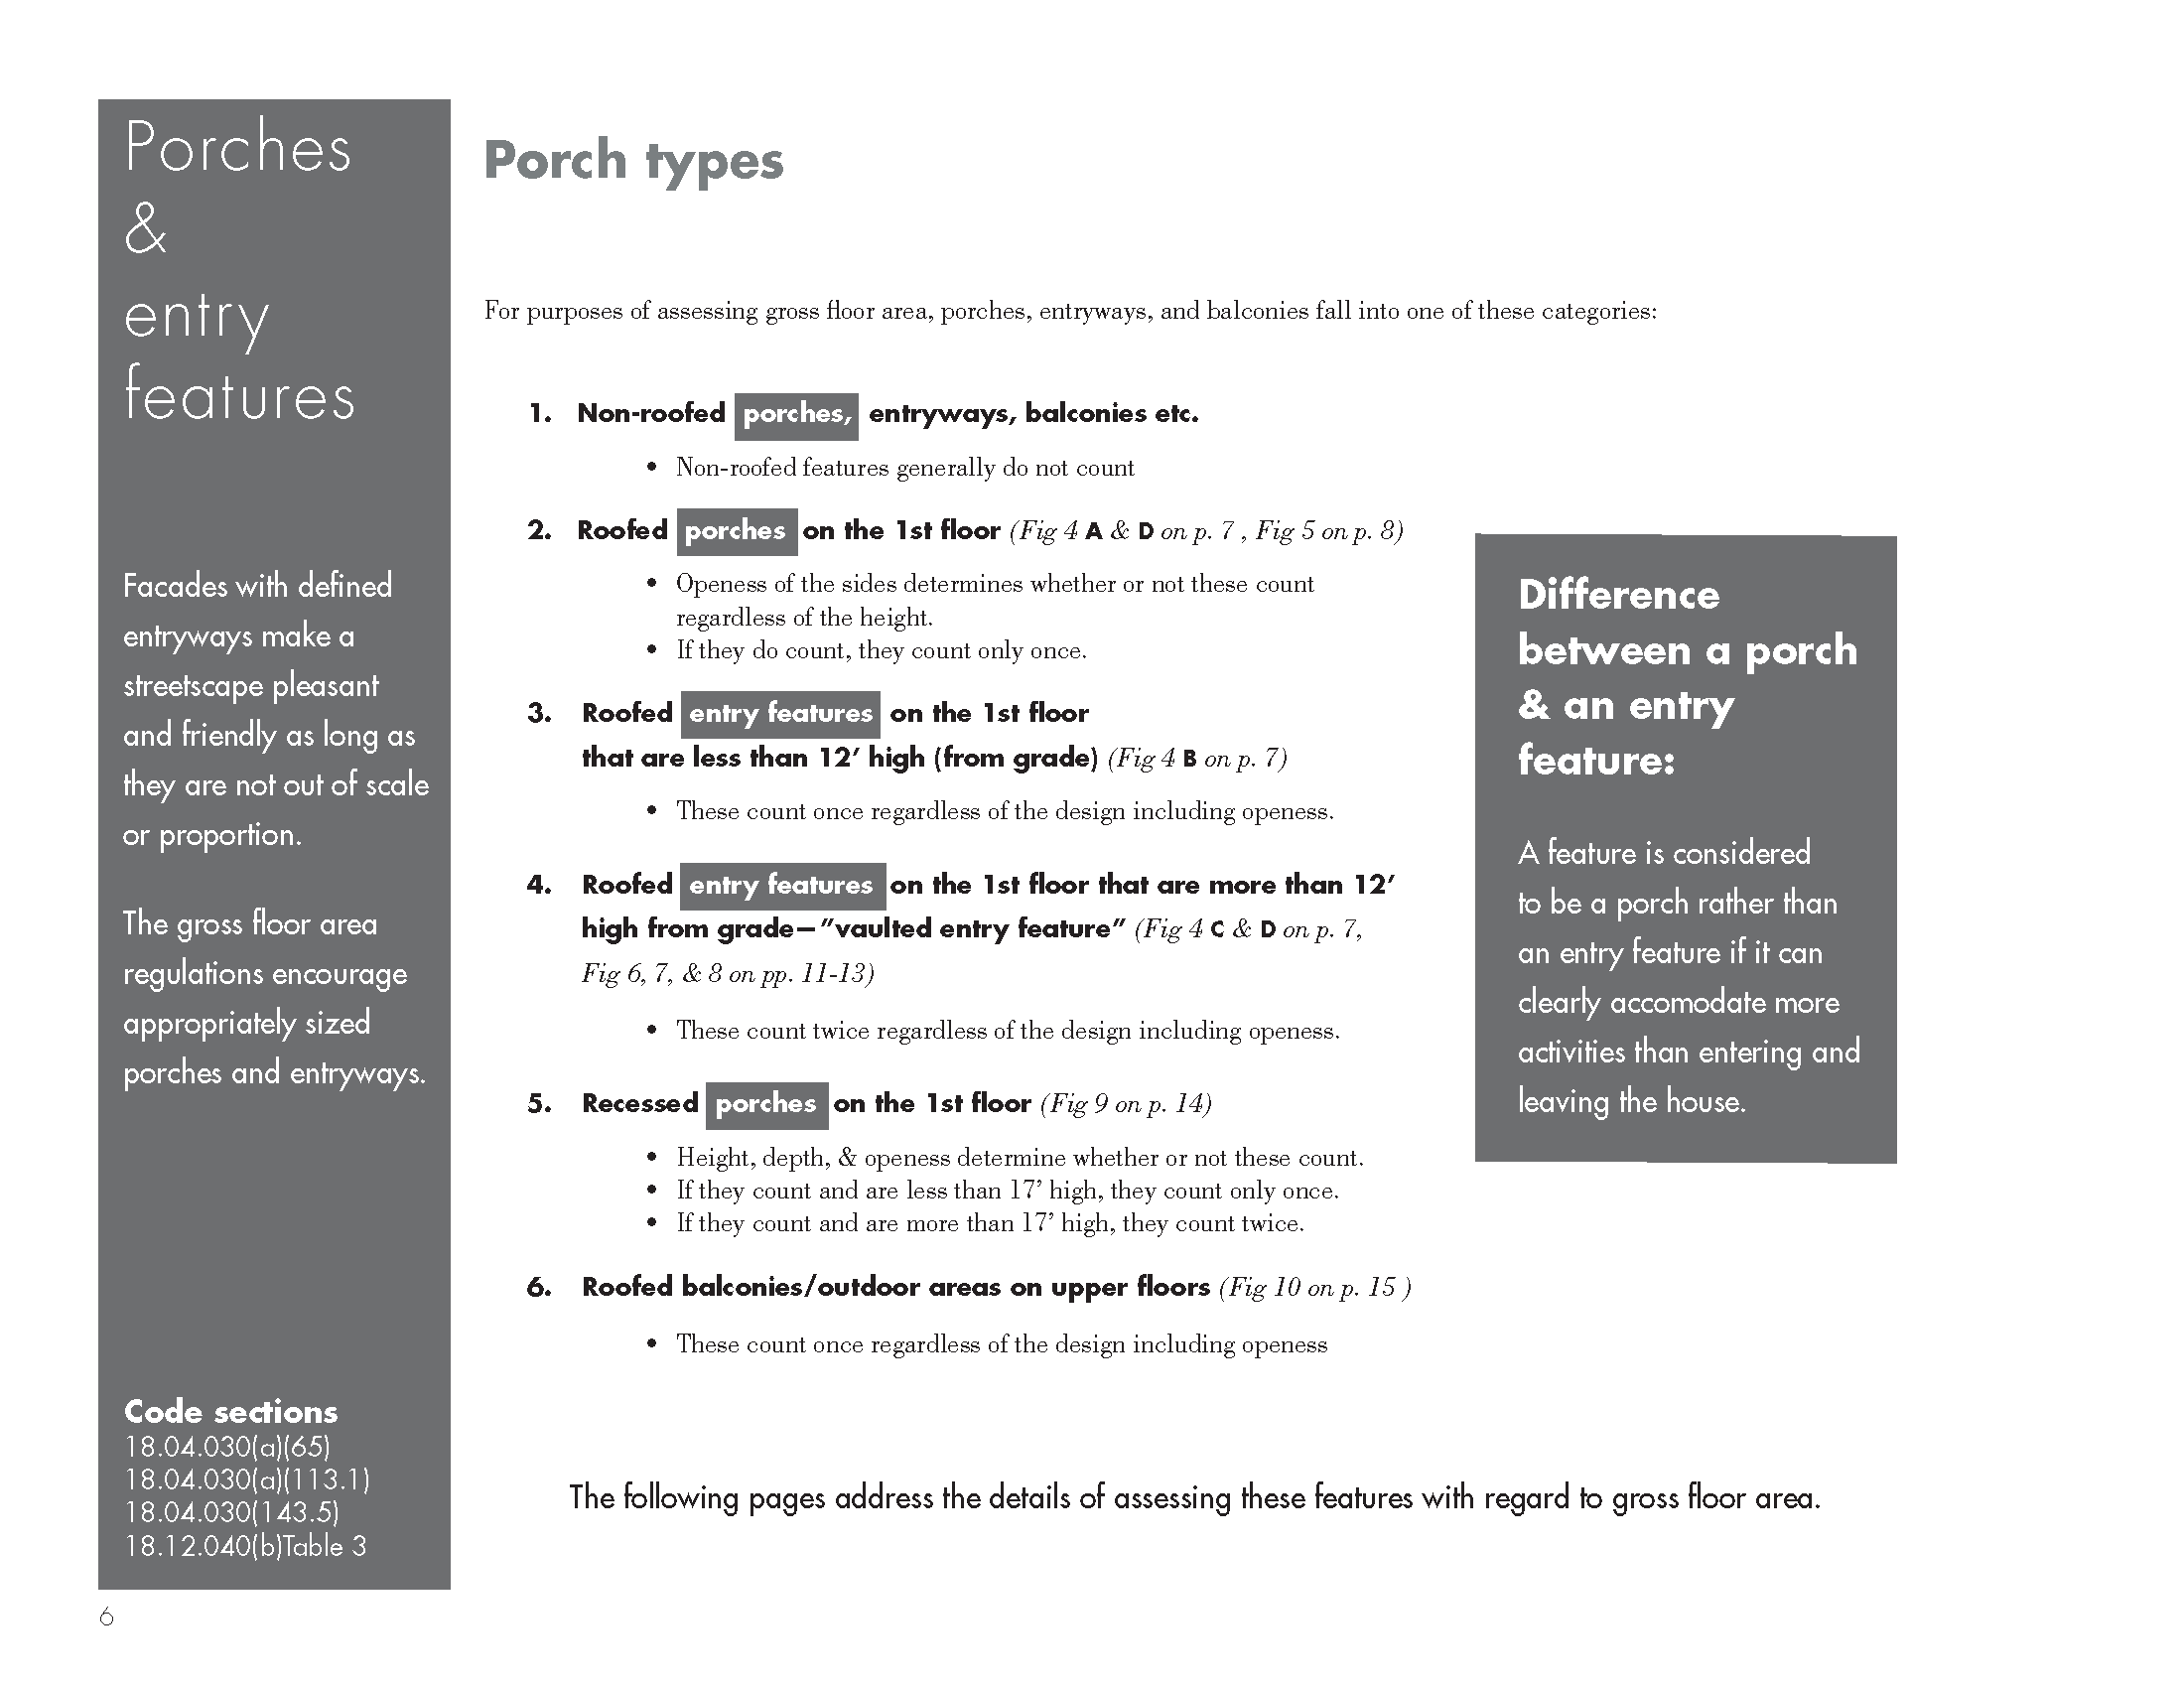 Porches
&
entry
features
Facades with defined
entryways make a
streetscape pleasant
and friendly as long as
they are not out of scale
or proportion.
The gross floor area
regulations encourage
appropriately sized
porches and entryways.
Code sections
18.04.030(a)(65)
18.04.030(a)(113.1)
18.04.030(143.5)
18.12.040(b)Table 3
6
Porch types
For purposes of assessing gross floor area, porches, entryways, and balconies fall into one of these categories:
1. Non-roofed porches, entryways, balconies etc.
• Non-roofed features generally do not count
2. Roofed porches on the 1st floor (Fig 4 A & D on p. 7 , Fig 5 on p. 8)
• Openess of the sides determines whether or not these count
regardless of the height.
• If they do count, they count only once.
3. Roofed entry features on the 1st floor
that are less than 12’ high (from grade) (Fig 4 B on p. 7)
• These count once regardless of the design including openess.
4. Roofed entry features on the 1st floor that are more than 12’
high from grade—”vaulted entry feature” (Fig 4 C & D on p. 7,
Fig 6, 7, & 8 on pp. 11-13)
• These count twice regardless of the design including openess.
5. Recessed porches on the 1st floor (Fig 9 on p. 14)
• Height, depth, & openess determine whether or not these count.
• If they count and are less than 17’ high, they count only once.
• If they count and are more than 17’ high, they count twice.
6. Roofed balconies/outdoor areas on upper floors (Fig 10 on p. 15 )
• These count once regardless of the design including openess
Difference
between a porch
& an entry
feature:
A feature is considered
to be a porch rather than
an entry feature if it can
clearly accomodate more
activities than entering and
leaving the house.
The following pages address the details of assessing these features with regard to gross floor area.